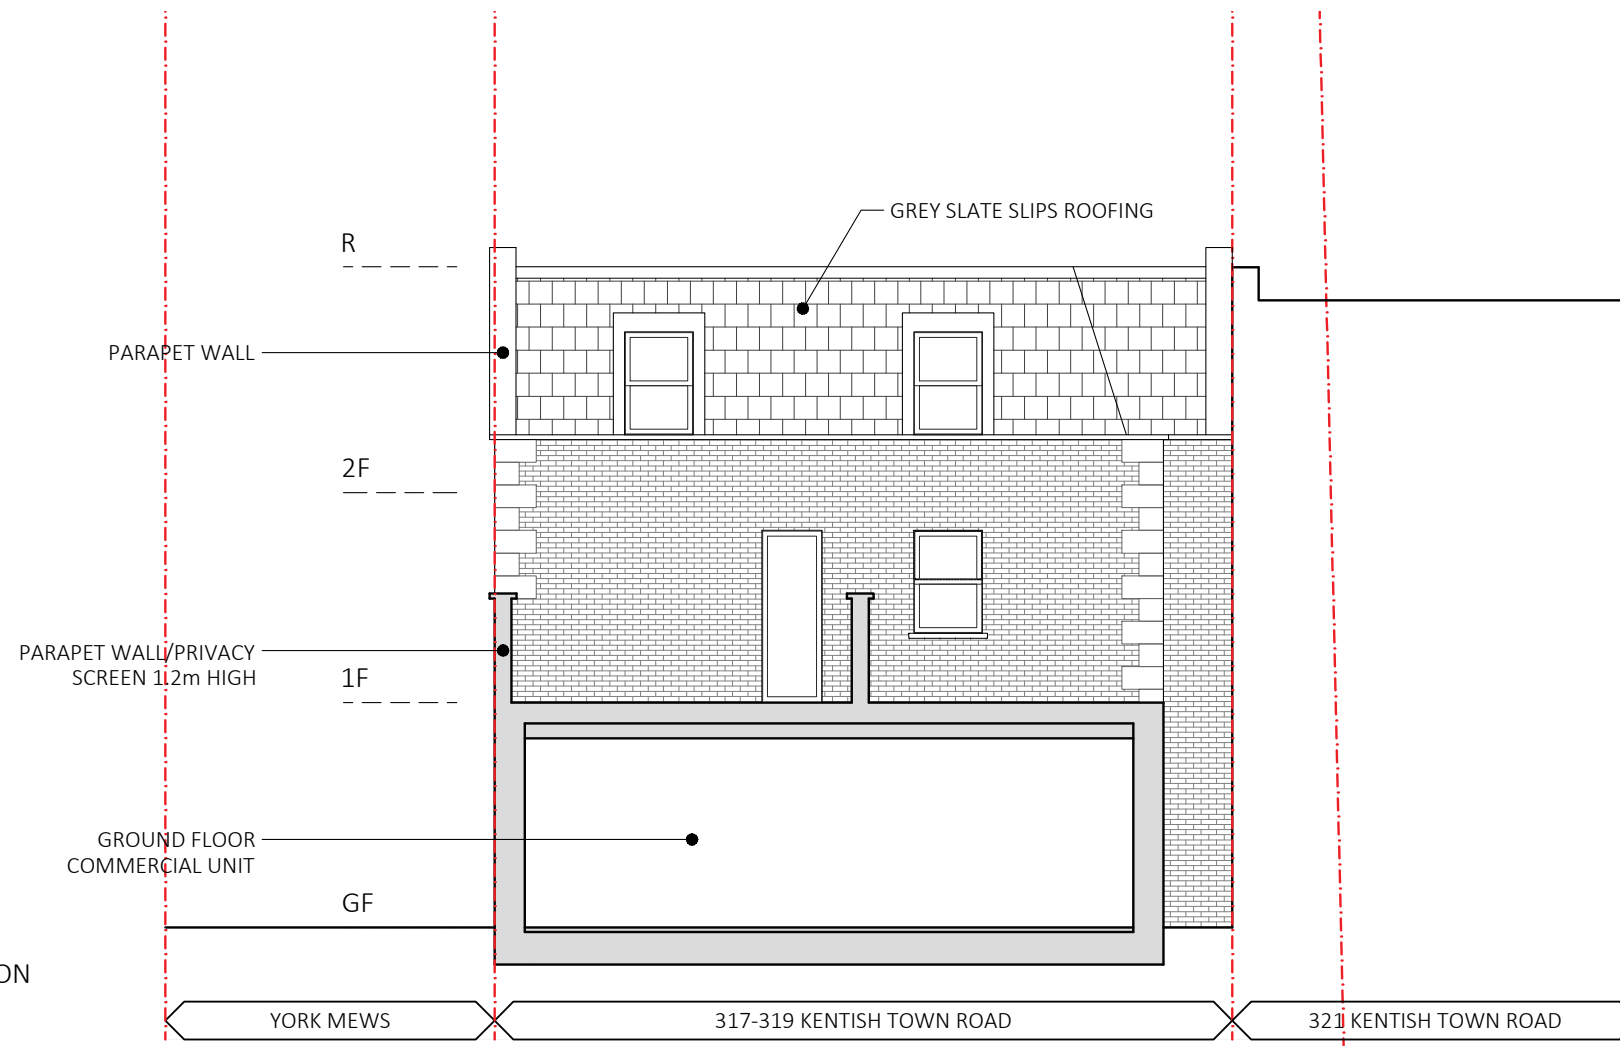 GREY SLATE SLIPS ROOFING
R
PARAPET WALL
2F
PARAPET WALL/PRIVACY
SCREEN 1.2m HIGH
1F
GROUND FLOOR
COMMERCIAL UNIT
GF
ON
YORK MEWS
317-319 KENTISH TOWN ROAD
321 KENTISH TOWN ROAD